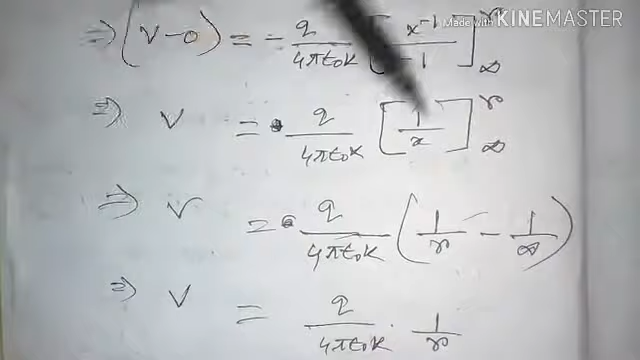 Made with KINEMASTER
⇒ (V-0) = - q/4πε₀k [x⁻¹/-1]^r_∞
⇒ V = q/4πε₀k [1/x]^r_∞
⇒ V = q/4πε₀k (1/r - 1/∞)
⇒ V = q/4πε₀k · 1/r